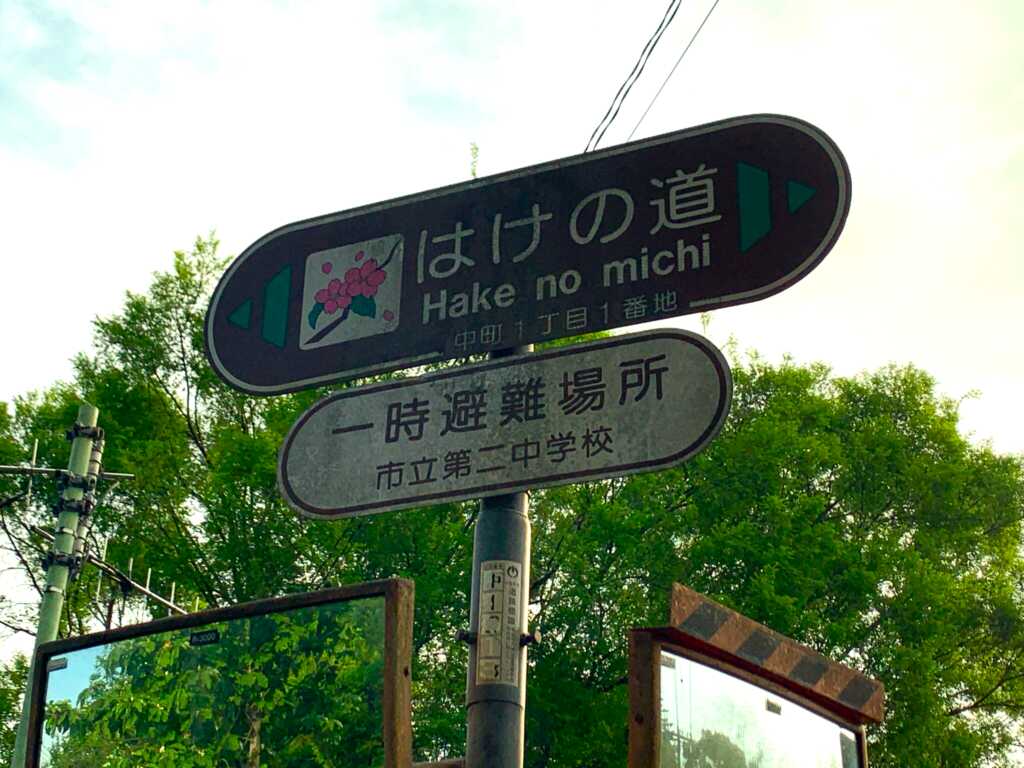 はけの道
Hake no michi
中町1丁目1番地
一時避難場所
市立第二中学校